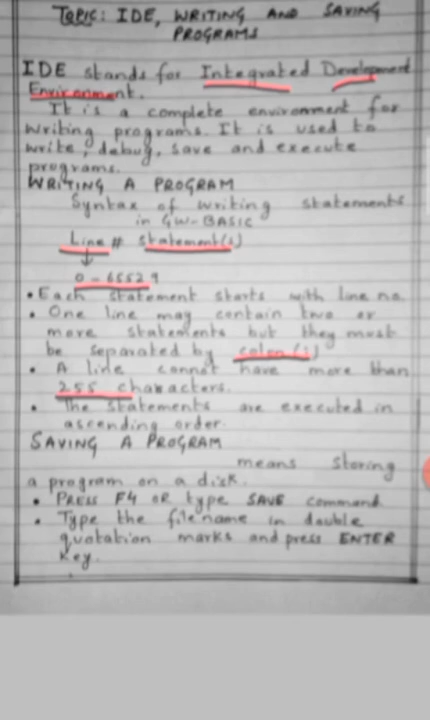 TOPIC: IDE, WRITING AND SAVING
PROGRAMS
IDE stands for Integrated Development
Environment.
It is a complete environment for
writing programs. It is used to
write, debug, save and execute
programs.
WRITING A PROGRAM
Syntax of writing statements
in GW-BASIC
Line # statement(s)
↓
0-65529
• Each statement starts with line no.
• One line may contain two or
more statements but they must
be separated by colon (:)
• A line cannot have more than
255 characters.
• The statements are executed in
ascending order.
SAVING A PROGRAM
means storing
a program on a disk.
• PRESS F4 OR type SAVE command.
• Type the filename in double
quotation marks and press ENTER
key.